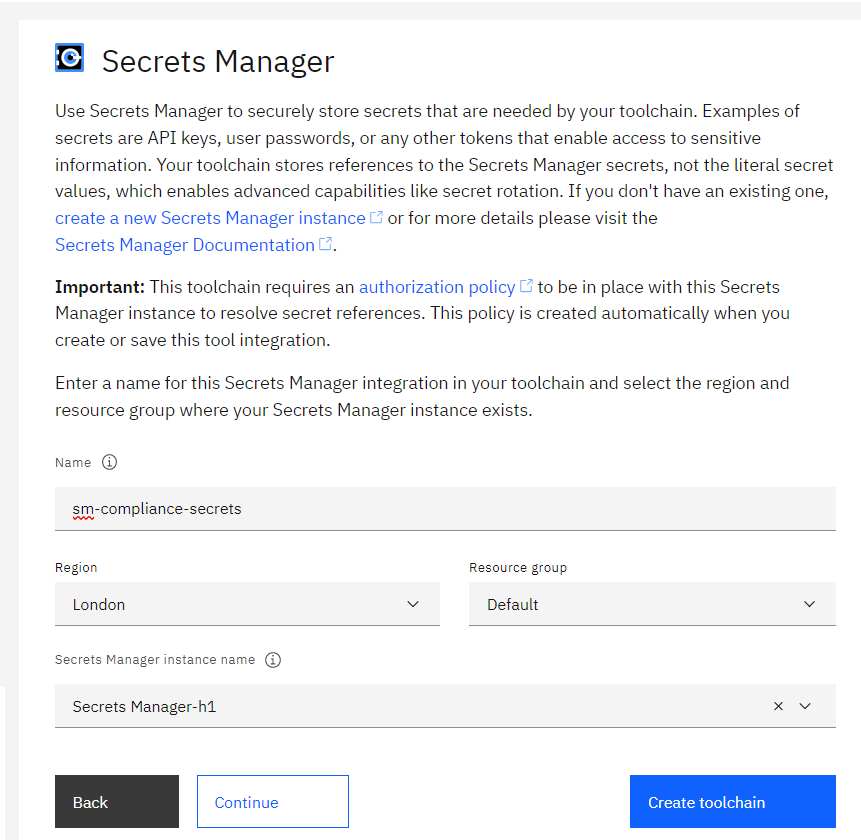 Secrets Manager
Use Secrets Manager to securely store secrets that are needed by your toolchain. Examples of
secrets are API keys, user passwords, or any other tokens that enable access to sensitive
information. Your toolchain stores references to the Secrets Manager secrets, not the literal secret
values, which enables advanced capabilities like secret rotation. If you don't have an existing one,
create a new Secrets Manager instance or for more details please visit the
Secrets Manager Documentation.
Important: This toolchain requires an authorization policy to be in place with this Secrets
Manager instance to resolve secret references. This policy is created automatically when you
create or save this tool integration.
Enter a name for this Secrets Manager integration in your toolchain and select the region and
resource group where your Secrets Manager instance exists.
Name
sm-compliance-secrets
Region
Resource group
London
Default
Secrets Manager instance name
Secrets Manager-h1
Back
Continue
Create toolchain